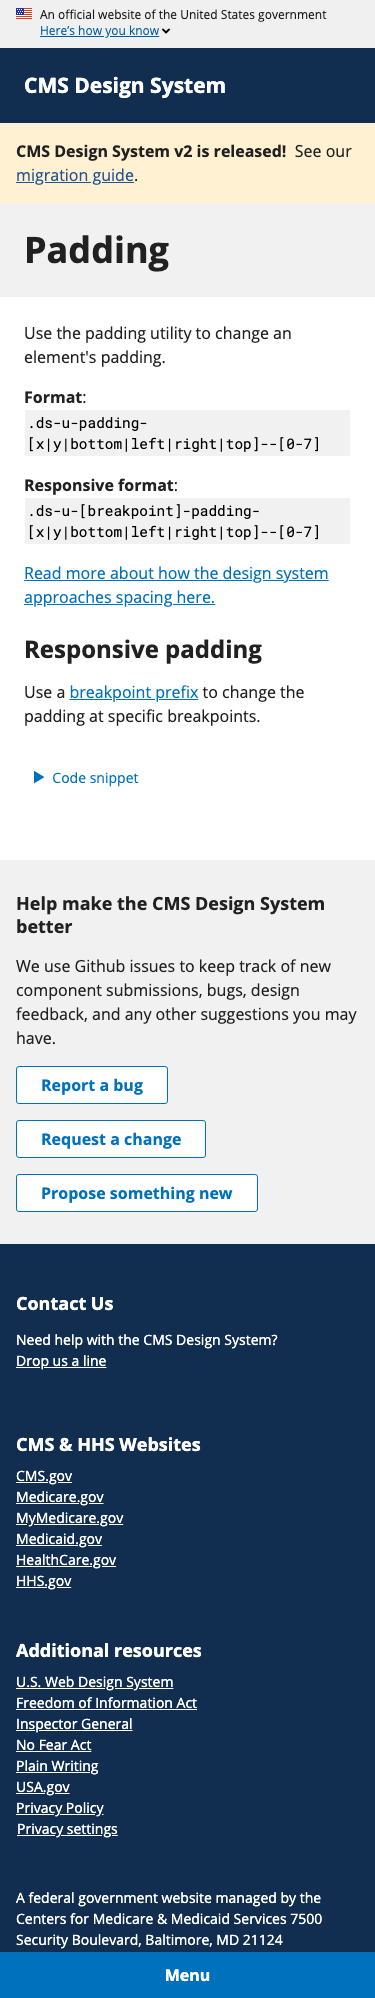 An official website of the United States government
Here's how you know
CMS Design System
CMS Design System v2 is released! See our
migration guide.
Padding
Use the padding utility to change an
element's padding.
Format:
.ds-u-padding-
[x|y|bottom|left|right|top]--[0-7]
Responsive format:
.ds-u-[breakpoint]-padding-
[x|y|bottom|left|right|top]--[0-7]
Read more about how the design system
approaches spacing here.
Responsive padding
Use a breakpoint prefix to change the
padding at specific breakpoints.
Code snippet
Help make the CMS Design System
better
We use Github issues to keep track of new
component submissions, bugs, design
feedback, and any other suggestions you may
have.
Report a bug
Request a change
Propose something new
Contact Us
Need help with the CMS Design System?
Drop us a line
CMS & HHS Websites
CMS.gov
Medicare.gov
MyMedicare.gov
Medicaid.gov
HealthCare.gov
HHS.gov
Additional resources
U.S. Web Design System
Freedom of Information Act
Inspector General
No Fear Act
Plain Writing
USA.gov
Privacy Policy
Privacy settings
A federal government website managed by the
Centers for Medicare & Medicaid Services 7500
Security Boulevard, Baltimore, MD 21124
Menu